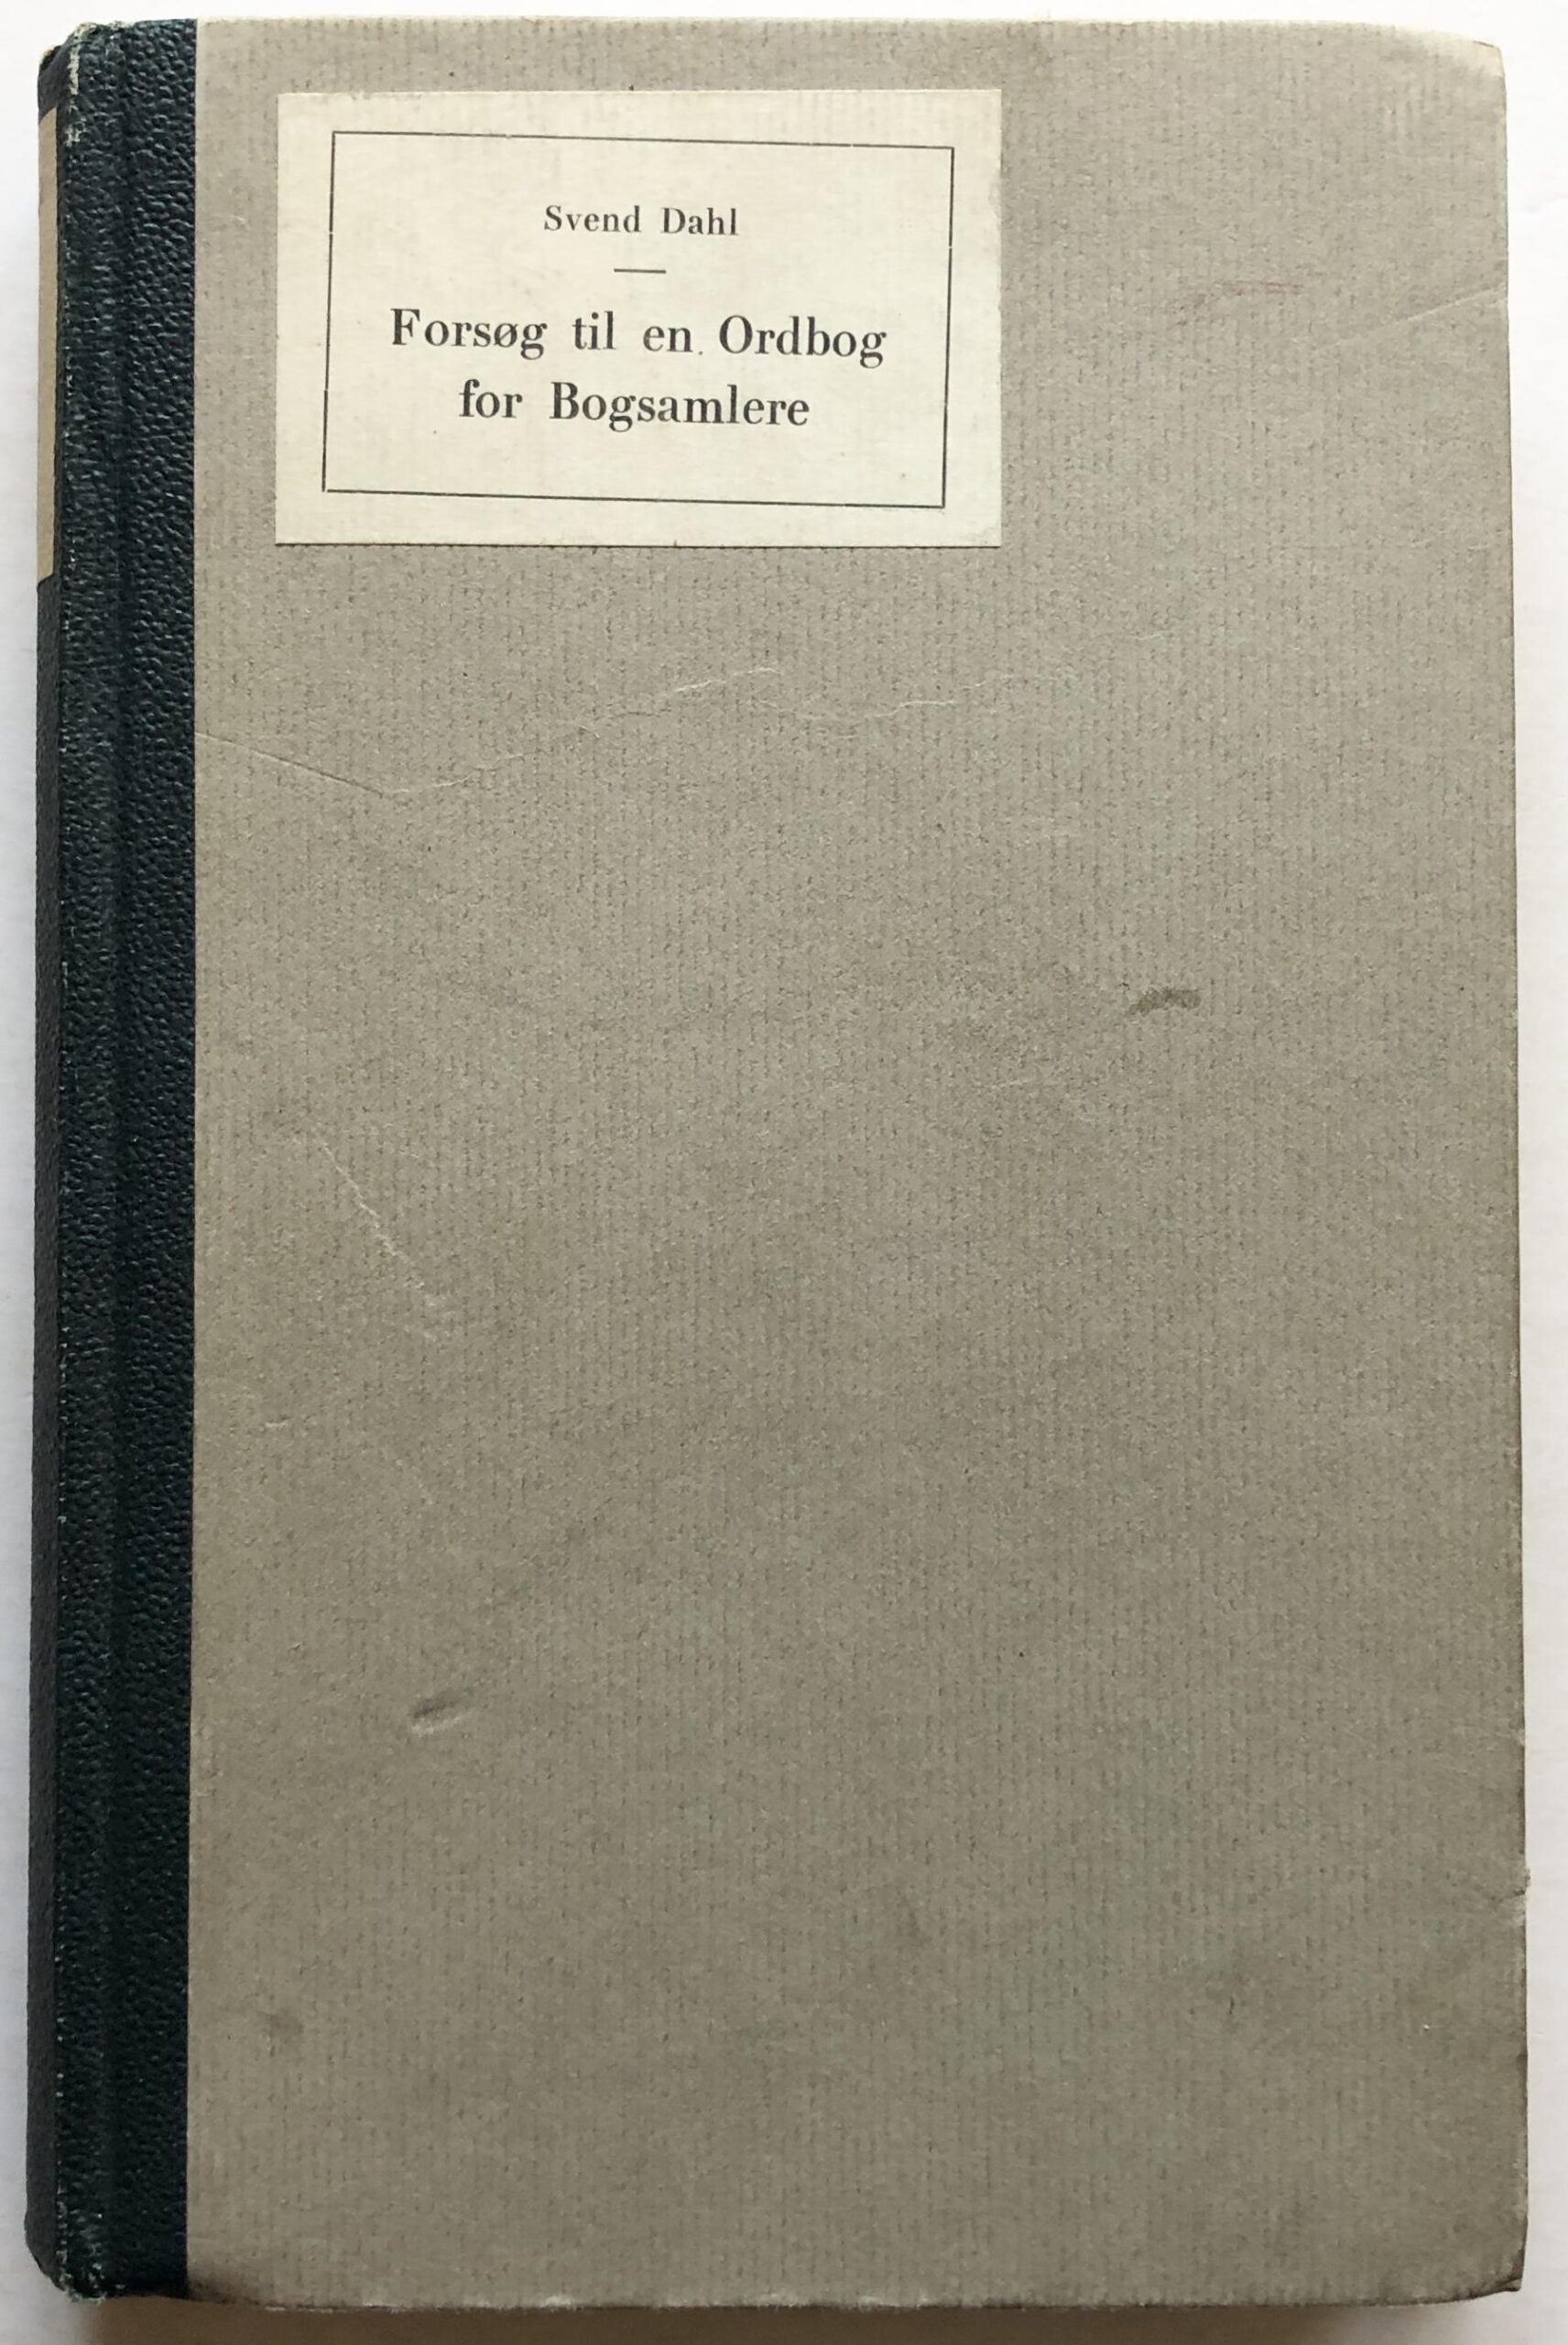 Svend Dahl
Forsøg til en Ordbog
for Bogsamlere